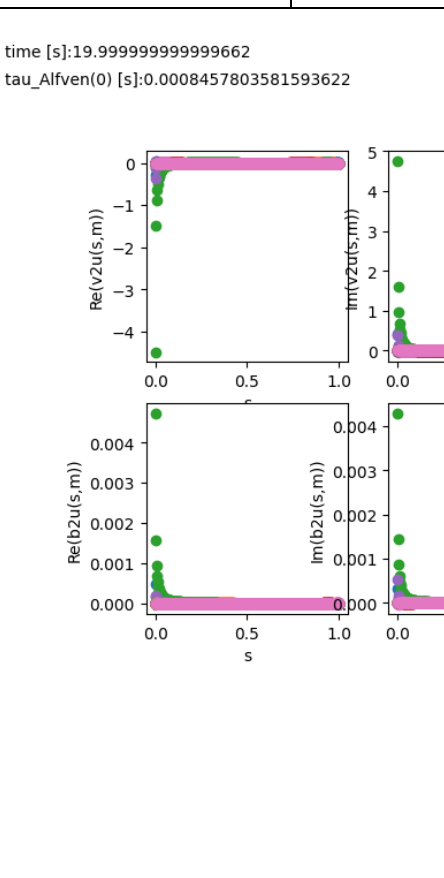 time [s]:19.999999999999662
tau_Alfven(0) [s]:0.0008457803581593622
Re(v2u(s,m))
0
−1
−2
−3
−4
0.0 0.5 1.0
Im(v2u(s,m))
5
4
3
2
1
0
0.0
Re(b2u(s,m))
0.004
0.003
0.002
0.001
0.000
0.0 0.5 1.0
s
Im(b2u(s,m))
0.004
0.003
0.002
0.001
0.000
0.0